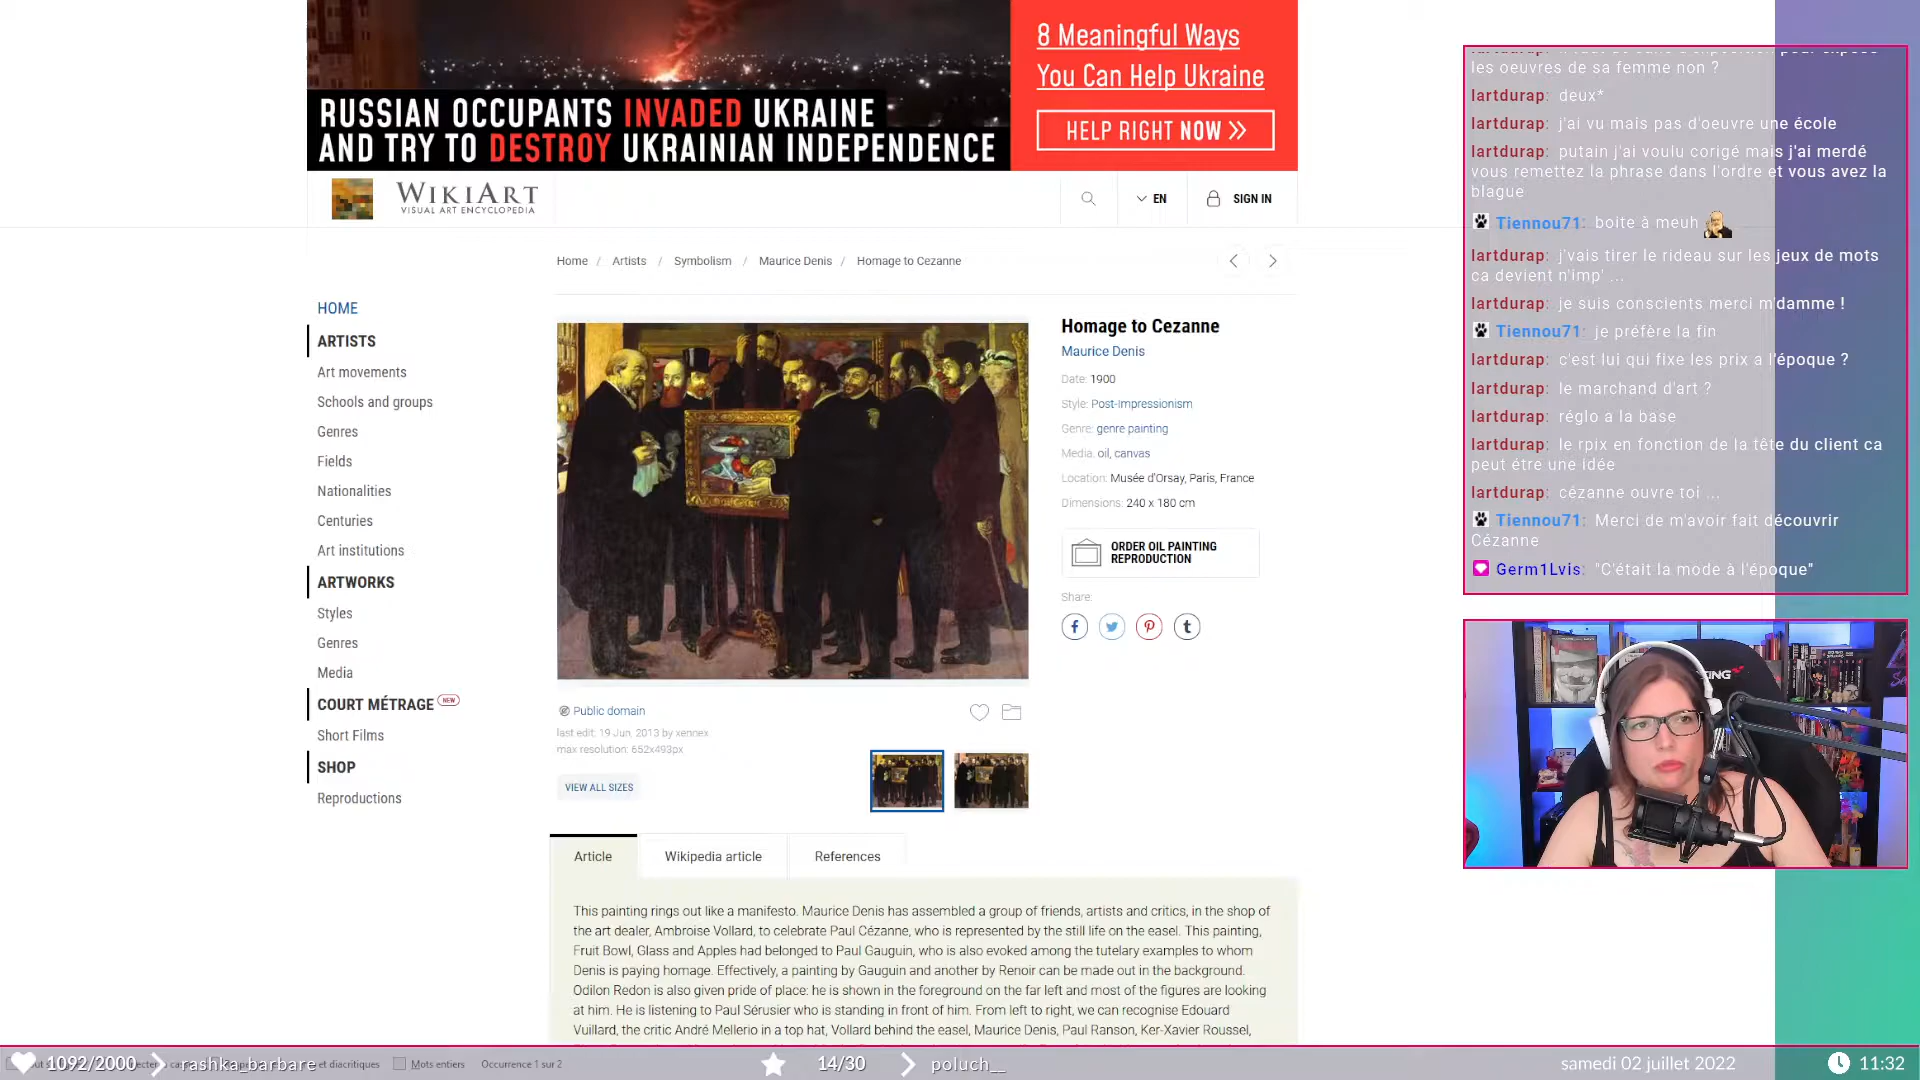 8 Meaningful Ways
You Can Help Ukraine
RUSSIAN OCCUPANTS INVADED UKRAINE
AND TRY TO DESTROY UKRAINIAN INDEPENDENCE
HELP RIGHT NOW
WIKIART
VISUAL ART ENCYCLOPEDIA
EN
SIGN IN
Home / Artists / Symbolism / Maurice Denis / Homage to Cezanne
HOME
ARTISTS
Art movements
Schools and groups
Genres
Fields
Nationalities
Centuries
Art institutions
ARTWORKS
Styles
Genres
Media
COURT MÉTRAGE NEW
Short Films
SHOP
Reproductions
Homage to Cezanne
Maurice Denis
Date: 1900
Style: Post-Impressionism
Genre: genre painting
Media: oil, canvas
Location: Musée d'Orsay, Paris, France
Dimensions: 240 x 180 cm
ORDER OIL PAINTING
REPRODUCTION
Share:
Public domain
last edit: 19 Jun, 2013 by xennex
max resolution: 652x493px
VIEW ALL SIZES
Article
Wikipedia article
References
This painting rings out like a manifesto. Maurice Denis has assembled a group of friends, artists and critics, in the shop of
the art dealer, Ambroise Vollard, to celebrate Paul Cézanne, who is represented by the still life on the easel. This painting,
Fruit Bowl, Glass and Apples had belonged to Paul Gauguin, who is also evoked among the tutelary examples to whom
Denis is paying homage. Effectively, a painting by Gauguin and another by Renoir can be made out in the background.
Odilon Redon is also given pride of place: he is shown in the foreground on the far left and most of the figures are looking
at him. He is listening to Paul Sérusier who is standing in front of him. From left to right, we can recognise Edouard
Vuillard, the critic André Mellerio in a top hat, Vollard behind the easel, Maurice Denis, Paul Ranson, Ker-Xavier Roussel,
les oeuvres de sa femme non ?
lartdurap: deux*
lartdurap: j'ai vu mais pas d'oeuvre une école
lartdurap: putain j'ai voulu corigé mais j'ai merdé
vous remettez la phrase dans l'ordre et vous avez la
blague
Tiennou71: boite à meuh
lartdurap: j'vais tirer le rideau sur les jeux de mots
ca devient n'imp' ...
lartdurap: je suis conscients merci m'damme !
Tiennou71: je préfère la fin
lartdurap: c'est lui qui fixe les prix a l'époque ?
lartdurap: le marchand d'art ?
lartdurap: réglo a la base
lartdurap: le rpix en fonction de la tête du client ca
peut étre une idée
lartdurap: cézanne ouvre toi ...
Tiennou71: Merci de m'avoir fait découvrir
Cézanne
Germ1Lvis: "C'était la mode à l'époque"
1092/2000
rashka_barbare
et diacritiques
Mots entiers
Occurrence 1 sur 2
14/30
poluch__
samedi 02 juillet 2022
11:32